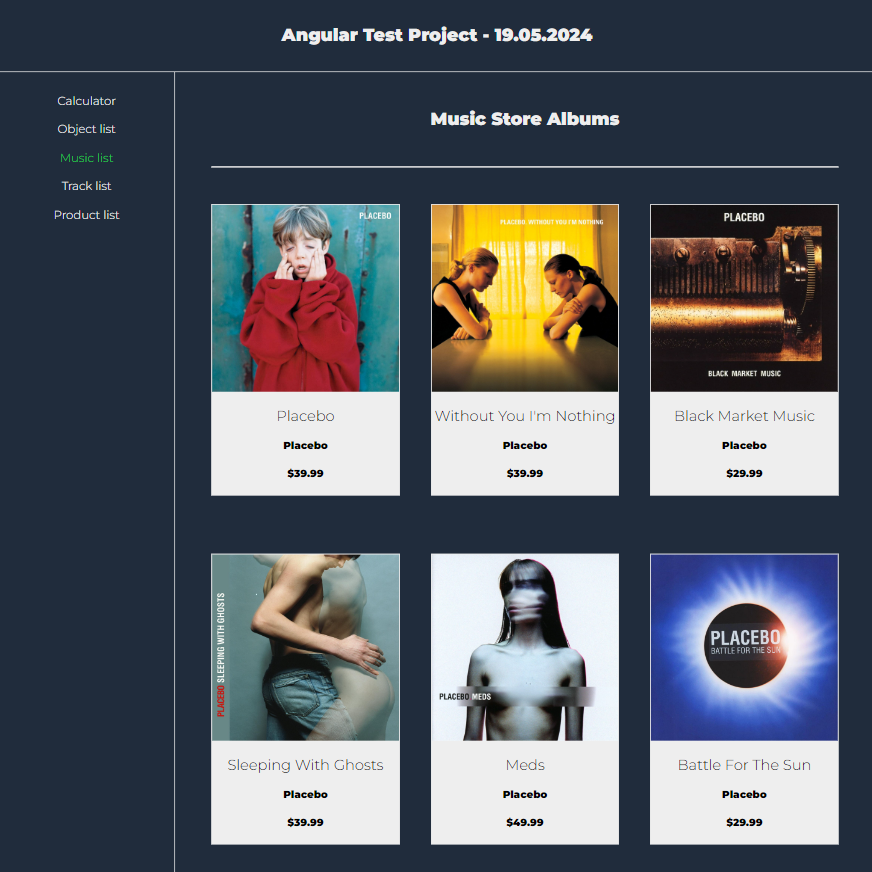 Angular Test Project - 19.05.2024
Calculator
Object list
Music list
Track list
Product list
Music Store Albums
PLACEBO
PLACEBO. WITHOUT YOU I'M NOTHING
PLACEBO
BLACK MARKET MUSIC
Placebo
Placebo
$39.99
Without You I'm Nothing
Placebo
$39.99
Black Market Music
Placebo
$29.99
PLACEBO SLEEPING WITH GHOSTS
PLACEBO MEDS
PLACEBO
BATTLE FOR THE SUN
Sleeping With Ghosts
Placebo
$39.99
Meds
Placebo
$49.99
Battle For The Sun
Placebo
$29.99